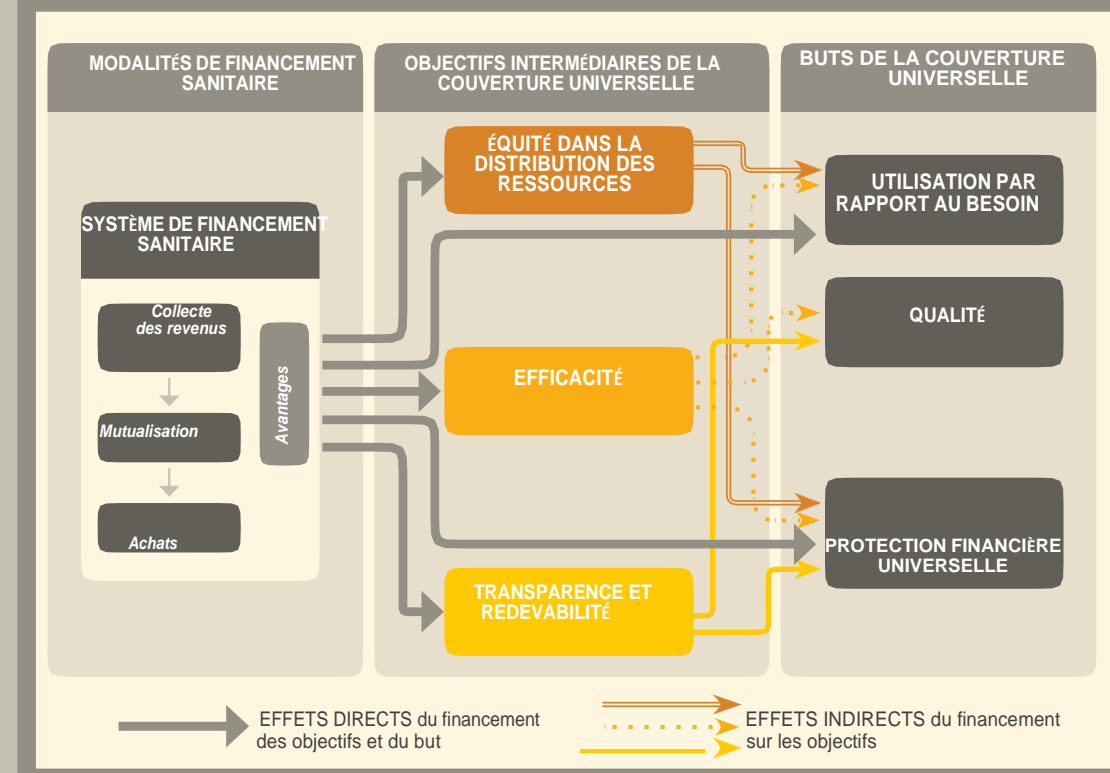 MODALITÉS DE FINANCEMENT
SANITAIRE
OBJECTIFS INTERMÉDIAIRES DE LA
COUVERTURE UNIVERSELLE
BUTS DE LA COUVERTURE
UNIVERSELLE
SYSTÈME DE FINANCEMENT
SANITAIRE
Collecte
des revenus
Mutualisation
Achats
Avantages
ÉQUITÉ DANS LA
DISTRIBUTION DES
RESSOURCES
EFFICACITÉ
TRANSPARENCE ET
REDEVABILITÉ
UTILISATION PAR
RAPPORT AU BESOIN
QUALITÉ
PROTECTION FINANCIÈRE
UNIVERSELLE
EFFETS DIRECTS du financement
des objectifs et du but
EFFETS INDIRECTS du financement
sur les objectifs